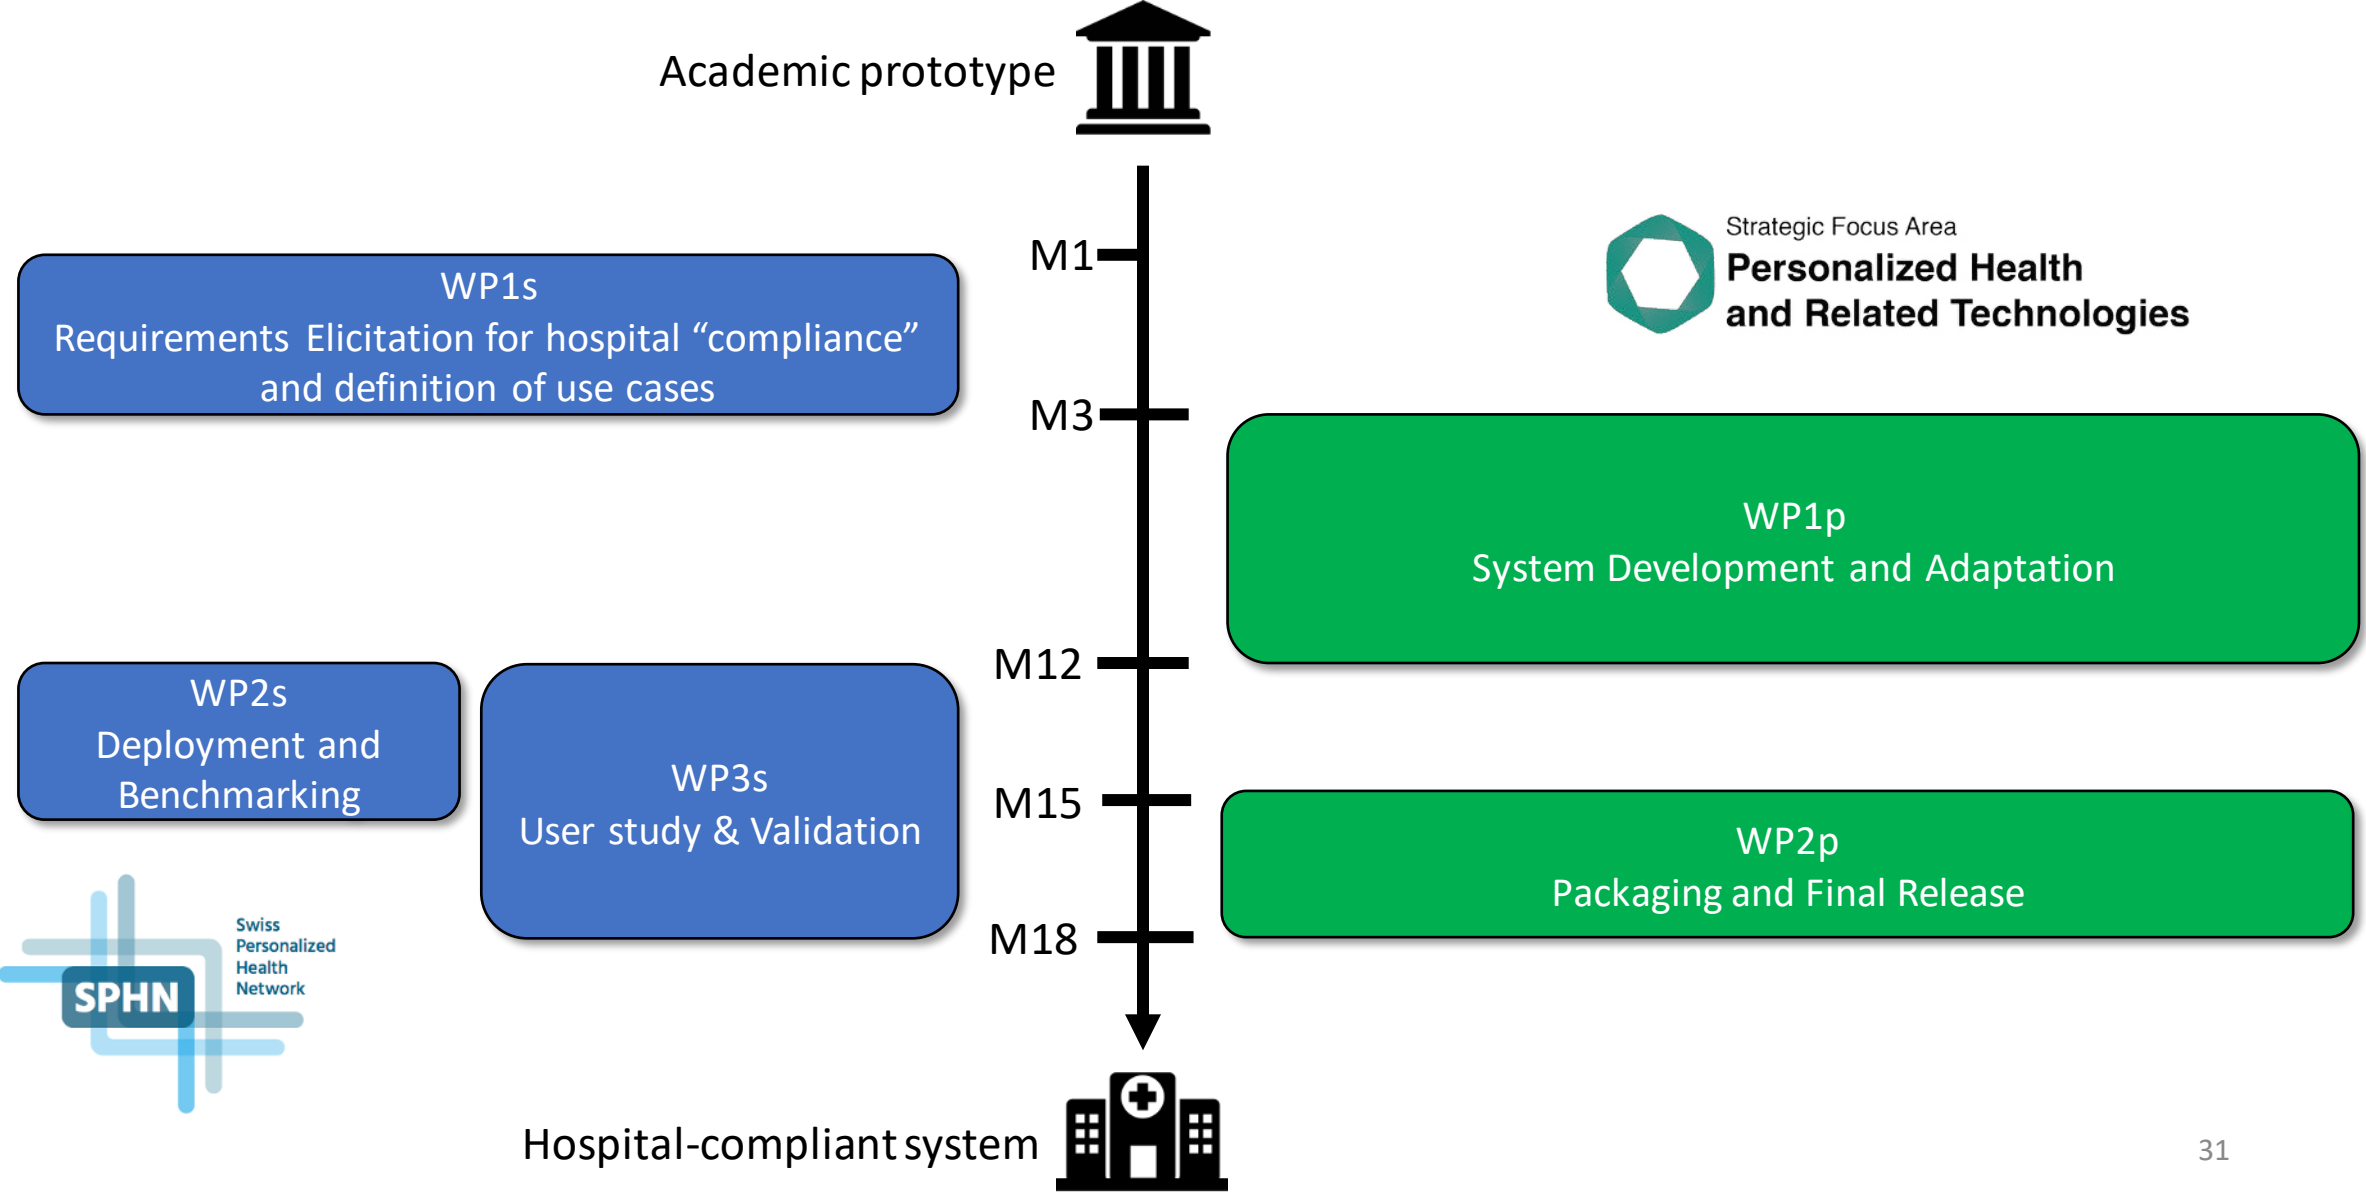 Academic prototype
M1
Strategic Focus Area
Personalized Health
and Related Technologies
WP1s
Requirements Elicitation for hospital “compliance”
and definition of use cases
M3
WP1p
System Development and Adaptation
M12
WP2s
Deployment and
Benchmarking
WP3s
User study & Validation
M15
WP2p
Packaging and Final Release
M18
Swiss
Personalized
Health
Network
SPHN
Hospital-compliant system
31